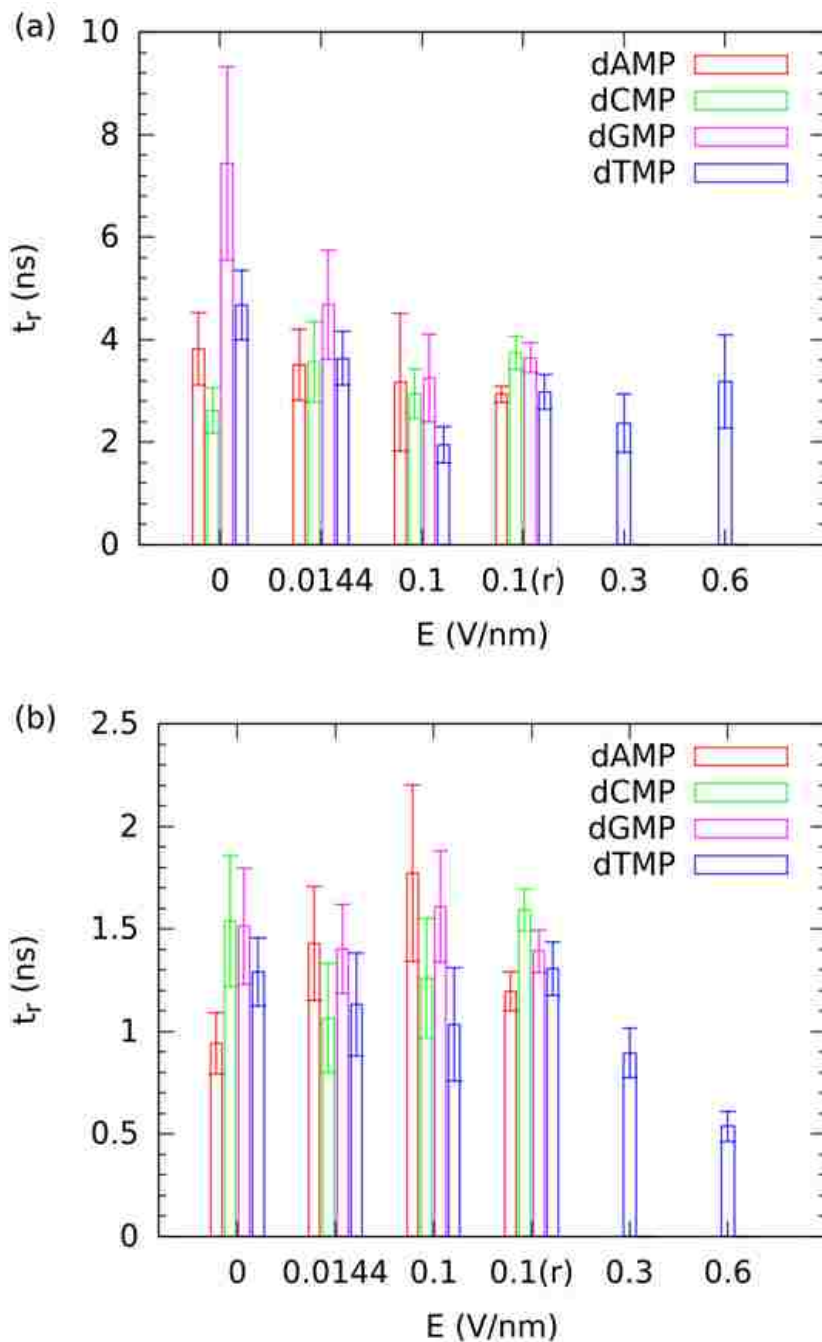 (a)
10
8
6
4
2
0
t_r (ns)
dAMP
dCMP
dGMP
dTMP
0 0.0144 0.1 0.1(r) 0.3 0.6
E (V/nm)
(b)
2.5
2
1.5
1
0.5
0
t_r (ns)
dAMP
dCMP
dGMP
dTMP
0 0.0144 0.1 0.1(r) 0.3 0.6
E (V/nm)